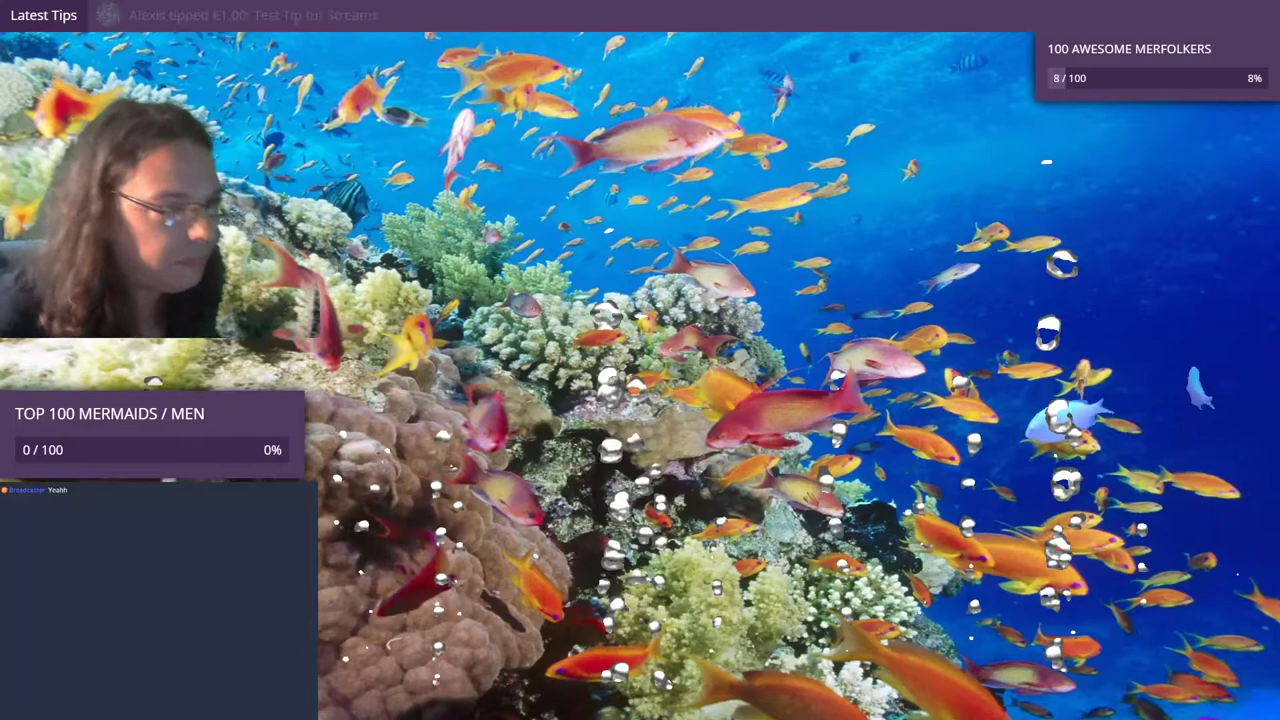 Latest Tips
Alexis tipped €1.00: Test Tip for Streams
100 AWESOME MERFOLKERS
8 / 100 8%
TOP 100 MERMAIDS / MEN
0 / 100 0%
Broadcaster: Yeahh